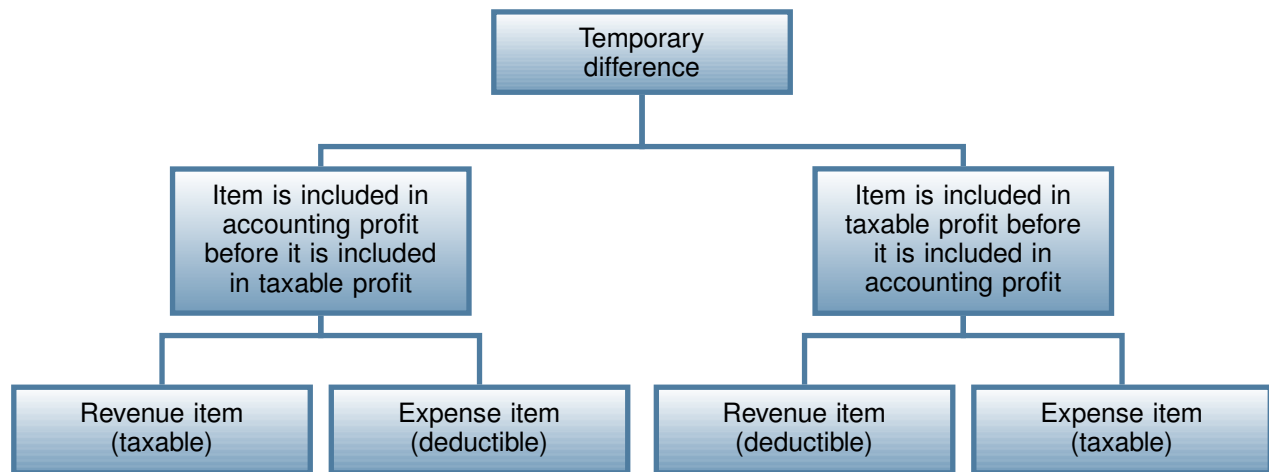 Temporary
difference
Item is included in
accounting profit
before it is included
in taxable profit
Item is included in
taxable profit before
it is included in
accounting profit
Revenue item
(taxable)
Expense item
(deductible)
Revenue item
(deductible)
Expense item
(taxable)